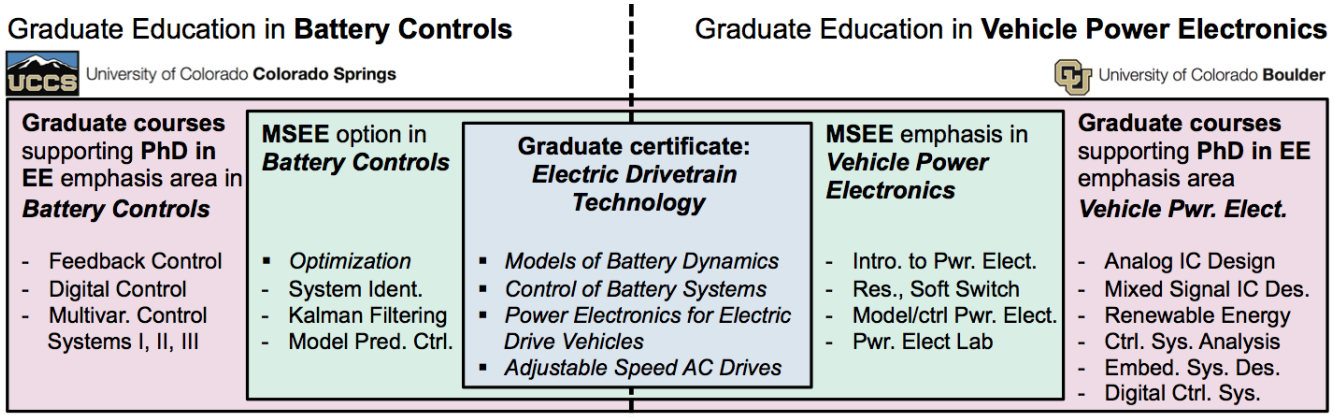 Graduate Education in Battery Controls
UCCS
University of Colorado Colorado Springs
Graduate Education in Vehicle Power Electronics
CU
University of Colorado Boulder
Graduate courses
supporting PhD in
EE emphasis area in
Battery Controls
- Feedback Control
- Digital Control
- Multivar. Control
Systems I, II, III
MSEE option in
Battery Controls
▪ Optimization
- System Ident.
- Kalman Filtering
- Model Pred. Ctrl.
Graduate certificate:
Electric Drivetrain
Technology
▪ Models of Battery Dynamics
▪ Control of Battery Systems
▪ Power Electronics for Electric
Drive Vehicles
▪ Adjustable Speed AC Drives
MSEE emphasis in
Vehicle Power
Electronics
- Intro. to Pwr. Elect.
- Res., Soft Switch
- Model/ctrl Pwr. Elect.
- Pwr. Elect Lab
Graduate courses
supporting PhD in EE
emphasis area
Vehicle Pwr. Elect.
- Analog IC Design
- Mixed Signal IC Des.
- Renewable Energy
- Ctrl. Sys. Analysis
- Embed. Sys. Des.
- Digital Ctrl. Sys.